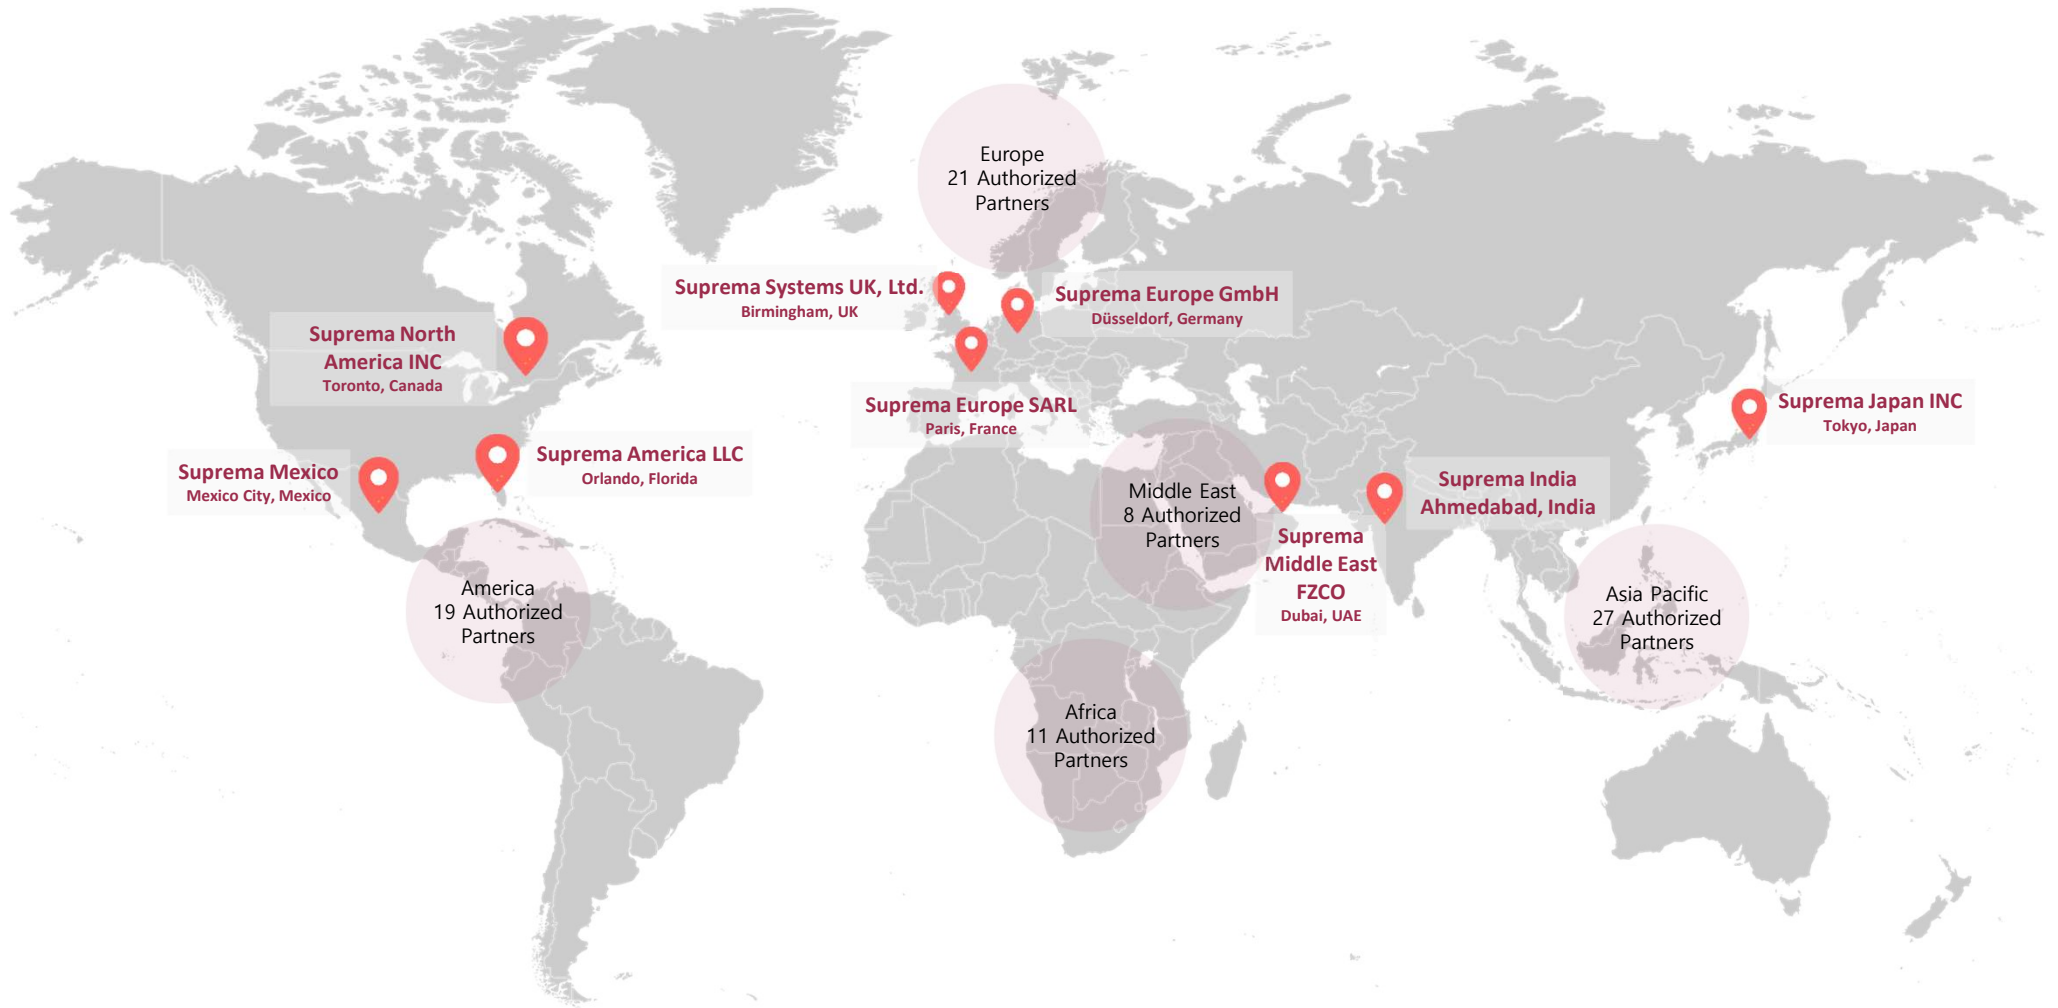 Europe
21 Authorized
Partners
Suprema Systems UK, Ltd.
Birmingham, UK
Suprema Europe GmbH
Düsseldorf, Germany
Suprema North
America INC
Toronto, Canada
Suprema Europe SARL
Paris, France
Suprema Japan INC
Tokyo, Japan
Suprema America LLC
Orlando, Florida
Suprema Mexico
Mexico City, Mexico
Middle East
8 Authorized
Partners
Suprema India
Ahmedabad, India
Suprema
Middle East
FZCO
Dubai, UAE
America
19 Authorized
Partners
Asia Pacific
27 Authorized
Partners
Africa
11 Authorized
Partners